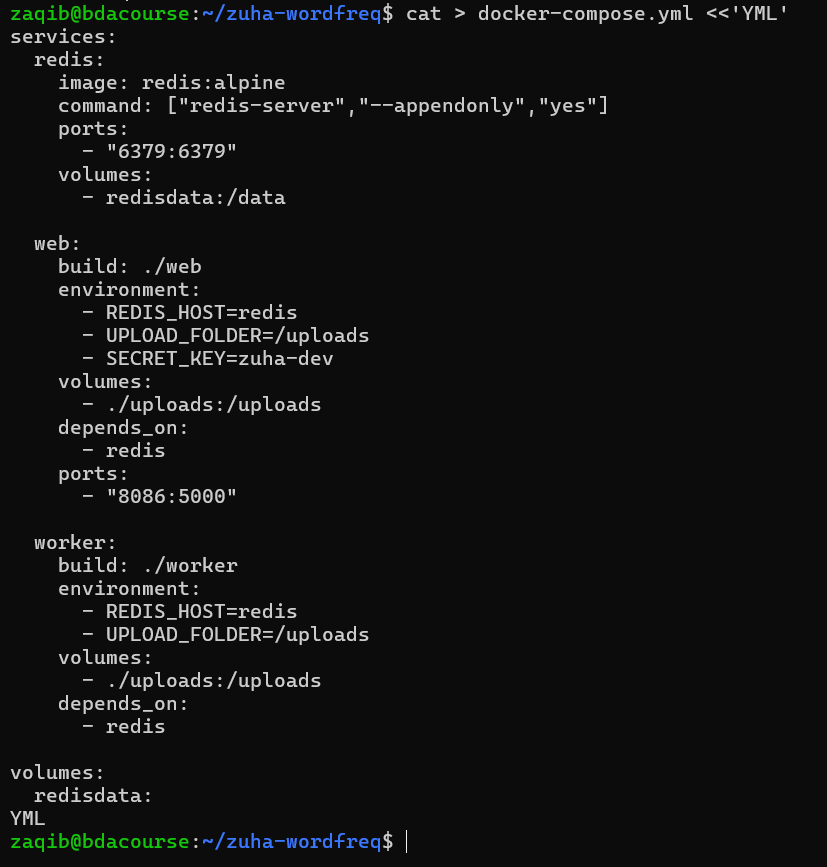 zaqib@bdacourse:~/zuha-wordfreq$ cat > docker-compose.yml <<'YML'
services:
  redis:
    image: redis:alpine
    command: ["redis-server","--appendonly","yes"]
    ports:
      - "6379:6379"
    volumes:
      - redisdata:/data

  web:
    build: ./web
    environment:
      - REDIS_HOST=redis
      - UPLOAD_FOLDER=/uploads
      - SECRET_KEY=zuha-dev
    volumes:
      - ./uploads:/uploads
    depends_on:
      - redis
    ports:
      - "8086:5000"

  worker:
    build: ./worker
    environment:
      - REDIS_HOST=redis
      - UPLOAD_FOLDER=/uploads
    volumes:
      - ./uploads:/uploads
    depends_on:
      - redis

volumes:
  redisdata:
YML
zaqib@bdacourse:~/zuha-wordfreq$